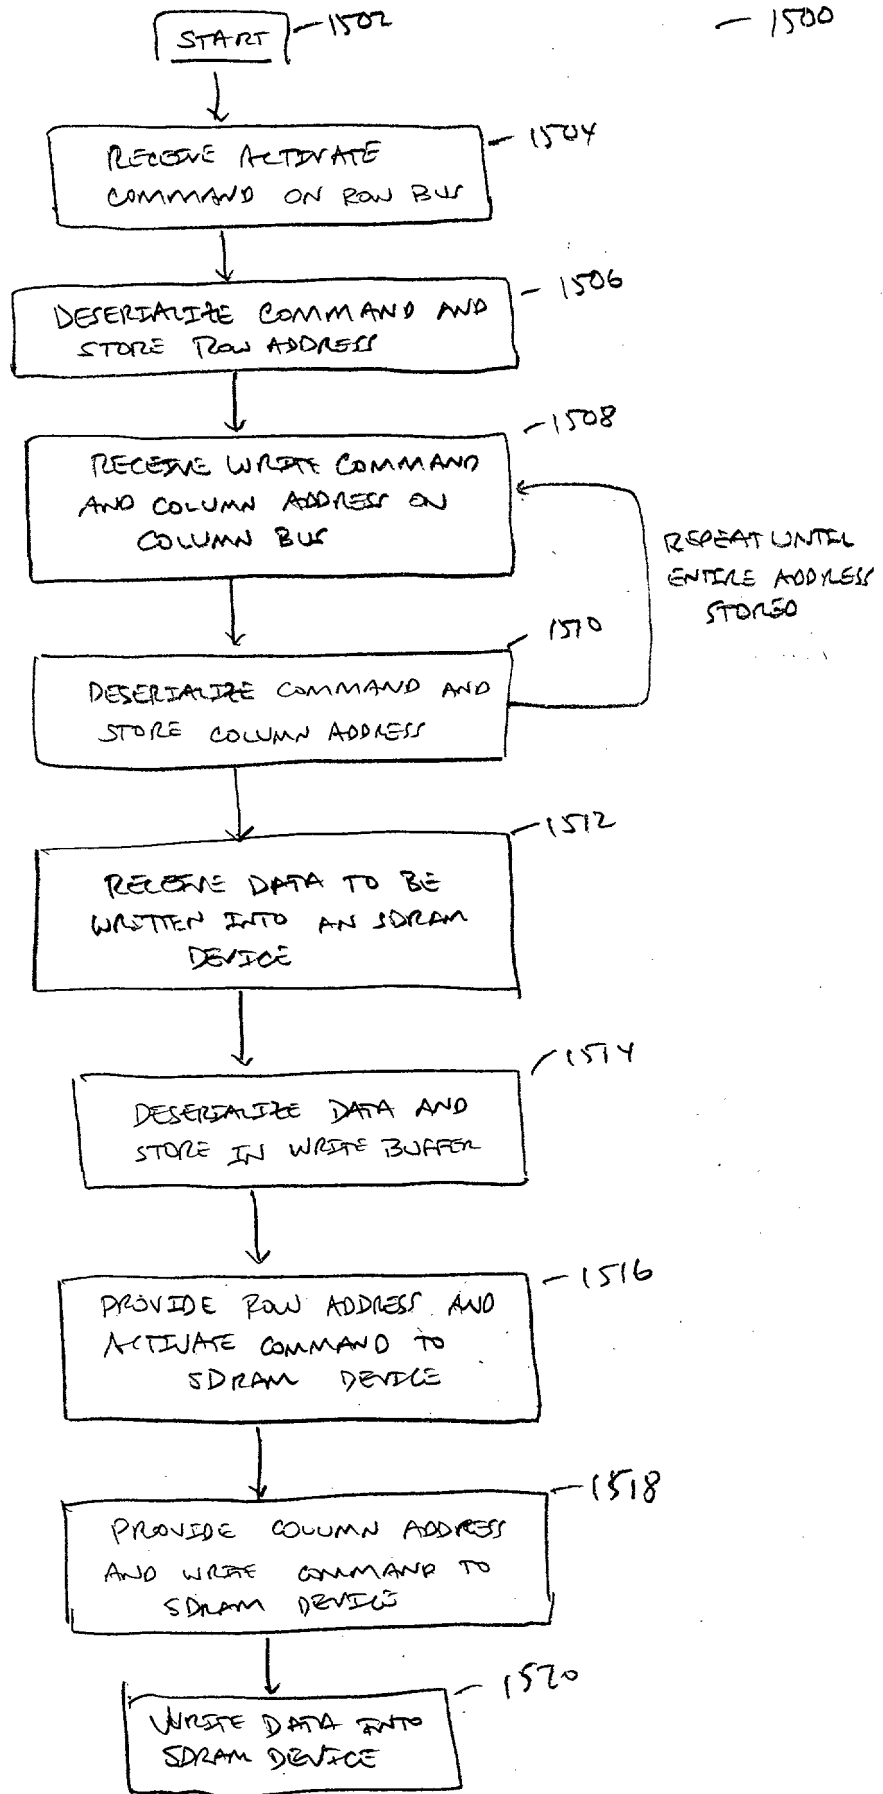 START
1502
1500
1504
RECEIVE ACTIVATE
COMMAND ON ROW BUS
1506
DESERIALIZE COMMAND AND
STORE ROW ADDRESS
1508
RECEIVE WRITE COMMAND
AND COLUMN ADDRESS ON
COLUMN BUS
REPEAT UNTIL
ENTIRE ADDRESS
STORED
1510
DESERIALIZE COMMAND AND
STORE COLUMN ADDRESS
1512
RECEIVE DATA TO BE
WRITTEN INTO AN SDRAM
DEVICE
1514
DESERIALIZE DATA AND
STORE IN WRITE BUFFER
1516
PROVIDE ROW ADDRESS AND
ACTIVATE COMMAND TO
SDRAM DEVICE
1518
PROVIDE COLUMN ADDRESS
AND WRITE COMMAND TO
SDRAM DEVICE
1520
WRITE DATA INTO
SDRAM DEVICE